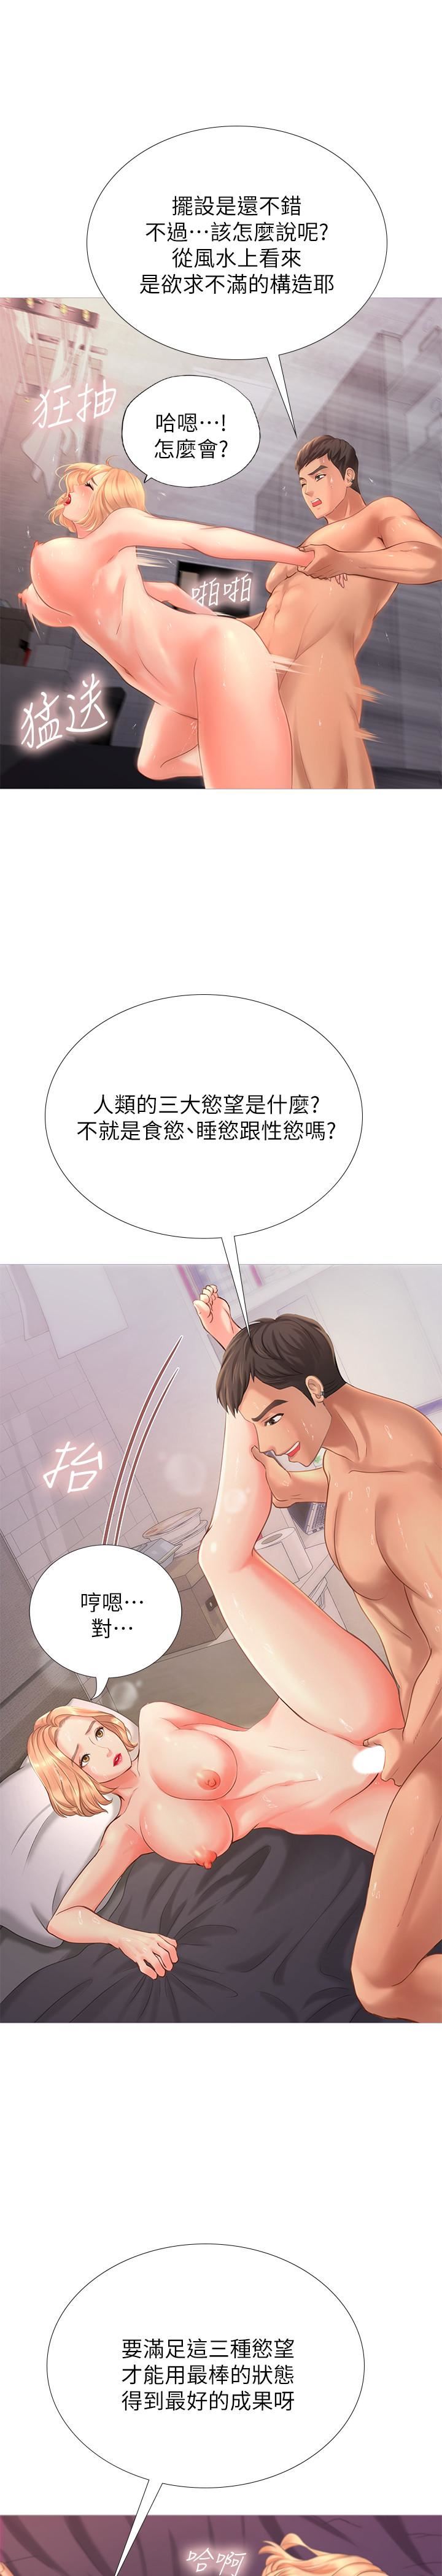 擺設是還不錯
不過⋯該怎麼說呢?
從風水上看來
是欲求不滿的構造耶
狂抽
哈嗯⋯!
怎麼會?
啪啪
猛送
人類的三大慾望是什麼?
不就是食慾、睡慾跟性慾嗎?
抬
哼嗯⋯
對⋯
要滿足這三種慾望
才能用最棒的狀態
得到最好的成果呀
哈啊